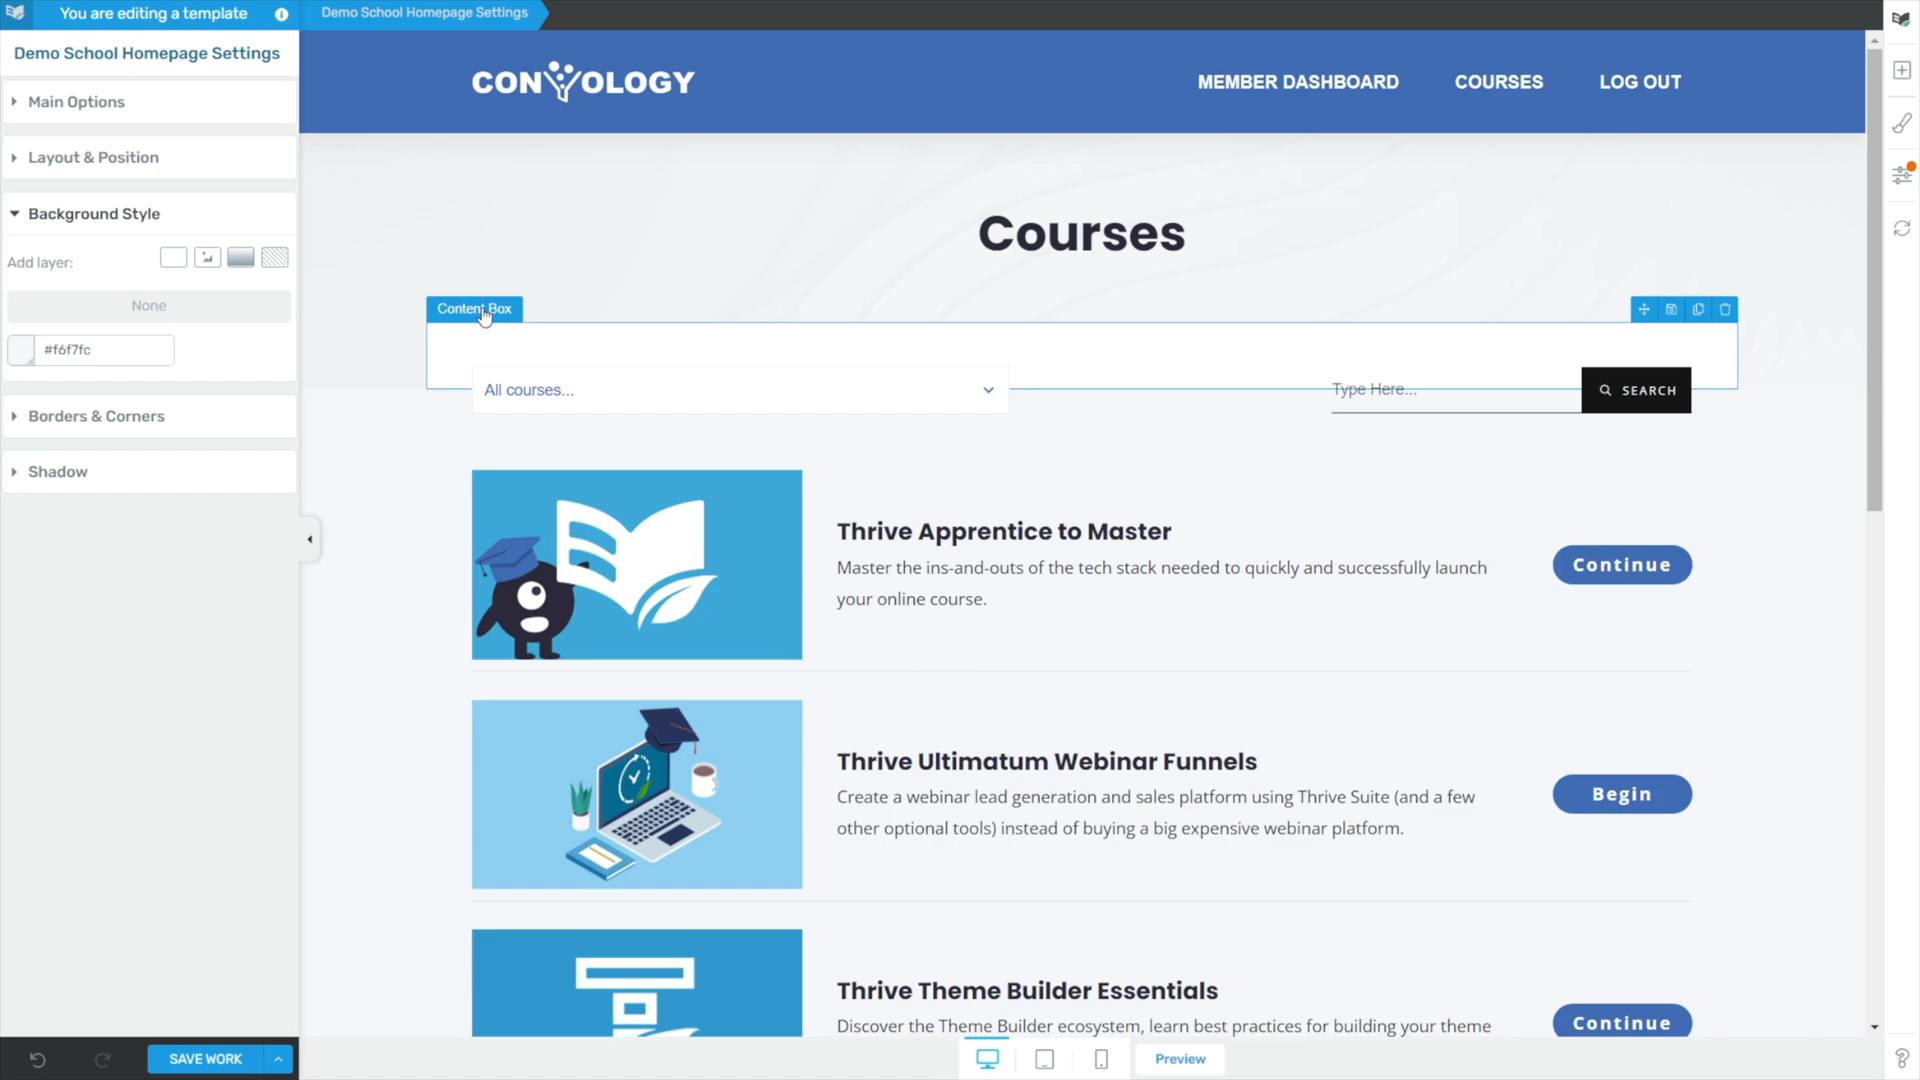 You are editing a template
Demo School Homepage Settings
Demo School Homepage Settings
Main Options
Layout & Position
Background Style
Add layer:
None
#f6f7fc
Borders & Corners
Shadow
SAVE WORK
CONVOLOGY
MEMBER DASHBOARD
COURSES
LOG OUT
Courses
Content Box
All courses...
Type Here...
SEARCH
Thrive Apprentice to Master
Master the ins-and-outs of the tech stack needed to quickly and successfully launch
your online course.
Continue
Thrive Ultimatum Webinar Funnels
Create a webinar lead generation and sales platform using Thrive Suite (and a few
other optional tools) instead of buying a big expensive webinar platform.
Begin
Thrive Theme Builder Essentials
Discover the Theme Builder ecosystem, learn best practices for building your theme
Continue
Preview